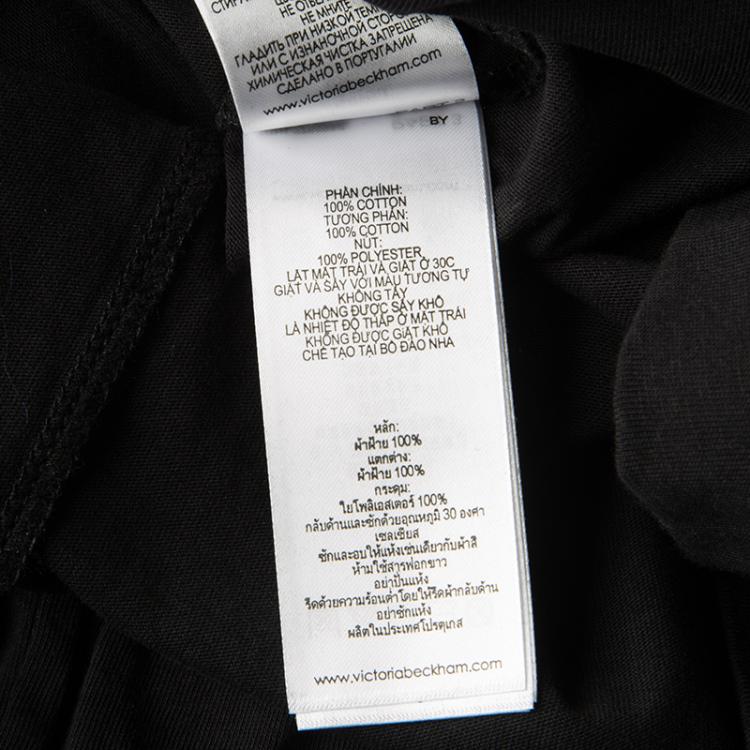 СТИРА
НЕ ОТБЕ
НЕ МНИТЕ
ГЛАДИТЬ ПРИ НИЗКОЙ ТЕ
ИЛИ С ИЗНАНОЧНОЙ СТОРО
ХИМИЧЕСКАЯ ЧИСТКА ЗАПРЕЩЕНА
СДЕЛАНО В ПОРТУГАЛИИ
www.victoriabeckham.com
BY
PHẦN CHÍNH:
100% COTTON
TƯƠNG PHẢN:
100% COTTON
NÚT:
100% POLYESTER
LẬT MẶT TRÁI VÀ GIẶT Ở 30C
GIẶT VÀ SẤY VỚI MÀU TƯƠNG TỰ
KHÔNG TẨY
KHÔNG ĐƯỢC SẤY KHÔ
LÀ NHIỆT ĐỘ THẤP Ở MẶT TRÁI
KHÔNG ĐƯỢC GIẶT KHÔ
CHẾ TẠO TẠI BỒ ĐÀO NHA
หลัก:
ผ้าฝ้าย 100%
แตกต่าง:
ผ้าฝ้าย 100%
กระดุม:
ใยโพลิเอสเตอร์ 100%
กลับด้านและซักด้วยอุณหภูมิ 30 องศา
เซลเซียส
ซักและอบให้แห้งเช่นเดียวกับผ้าสี
ห้ามใช้สารฟอกขาว
อย่าปั่นแห้ง
รีดด้วยความร้อนต่ำโดยให้รีดผ้ากลับด้าน
อย่าซักแห้ง
ผลิตในประเทศโปรตุเกส
www.victoriabeckham.com